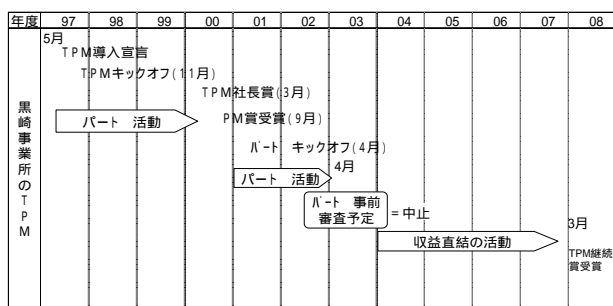 年度 97 98 99 00 01 02 03 04 05 06 07 08
黒崎事業所のTPM
5月
TPM導入宣言
TPMキックオフ(11月)
TPM社長賞(3月)
パート 活動
PM賞受賞(9月)
パート キックオフ(4月)
4月
パート 活動
パート 事前
審査予定
=中止
3月
収益直結の活動
TPM継続
賞受賞